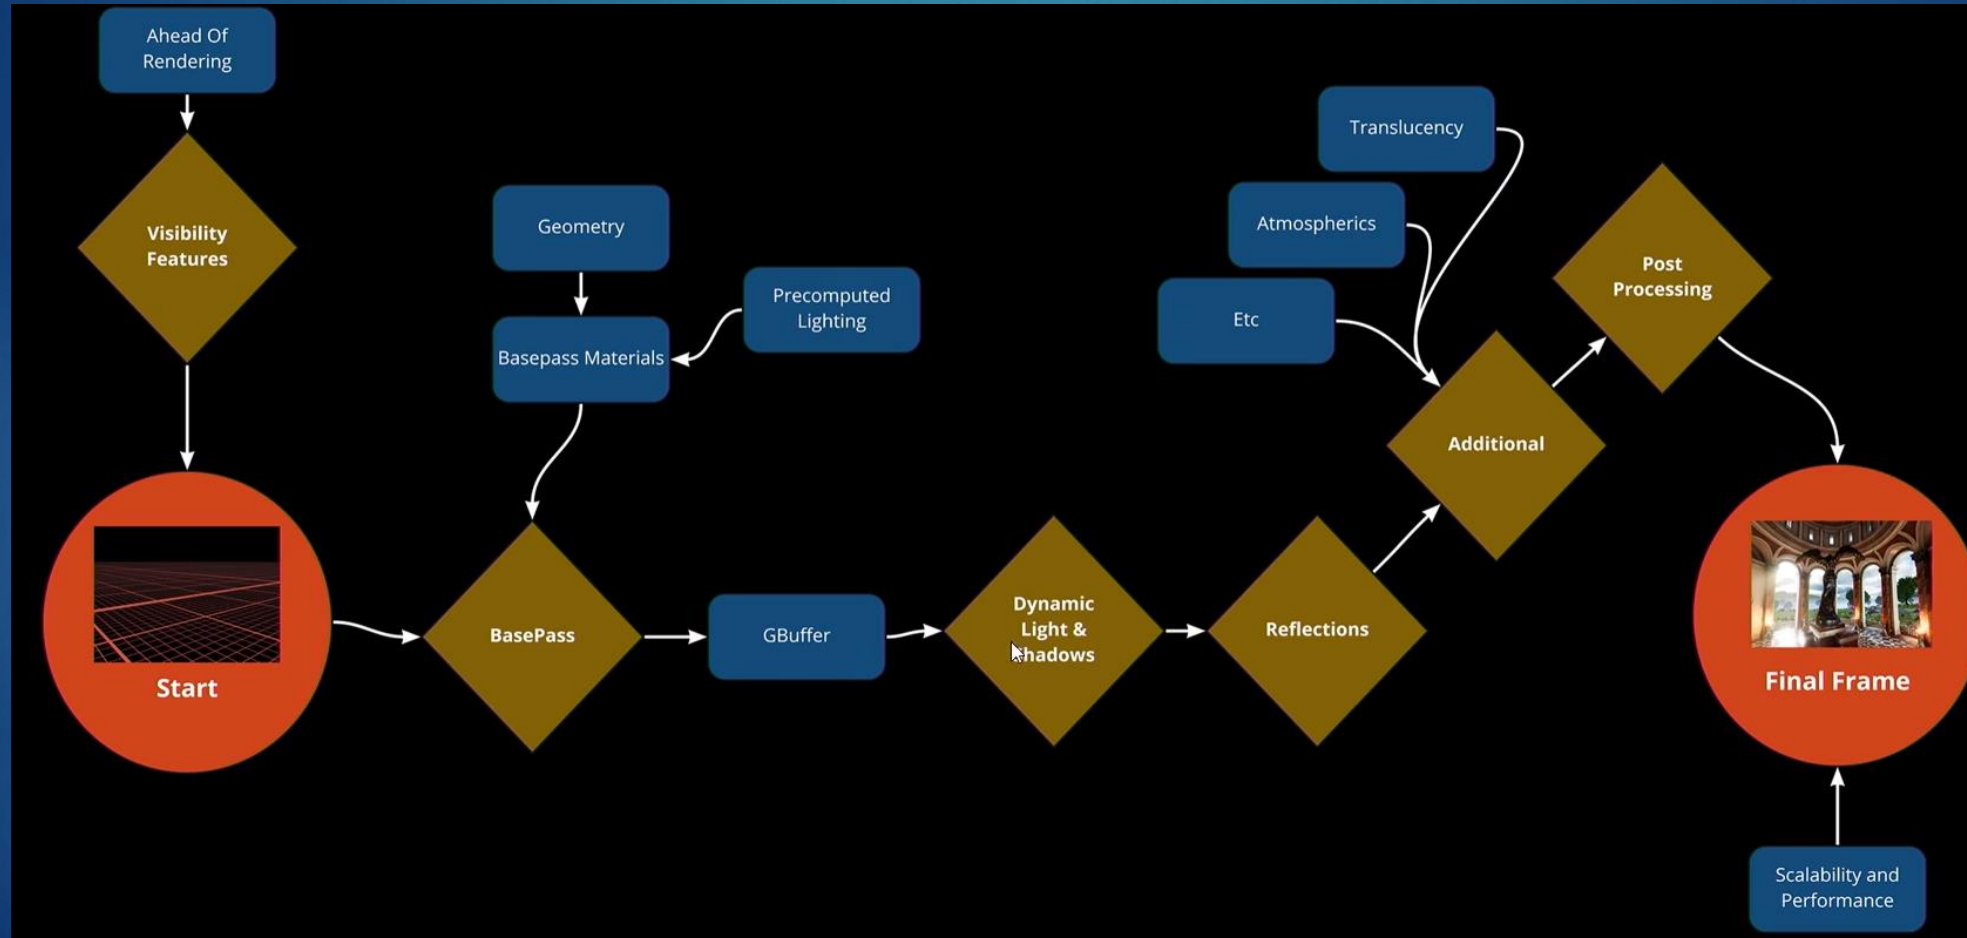 Ahead Of
Rendering
Visibility
Features
Start
Geometry
Basepass Materials
Precomputed
Lighting
BasePass
GBuffer
Dynamic
Light &
hadows
Reflections
Translucency
Atmospherics
Etc
Additional
Post
Processing
Final Frame
Scalability and
Performance